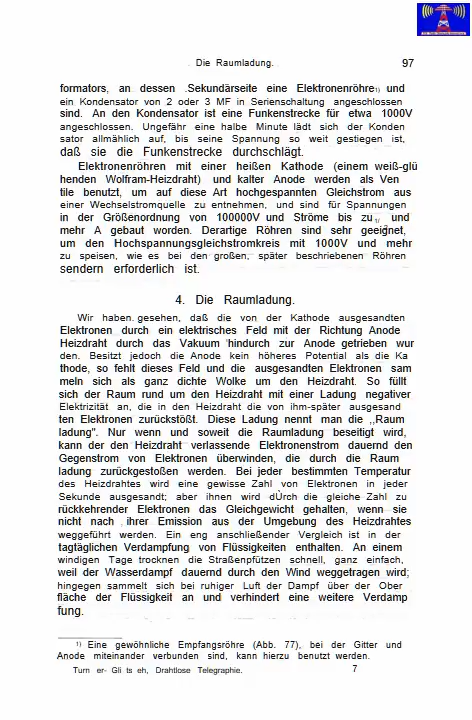 Die Raumladung. 97
formators, an dessen Sekundärseite eine Elektronenröhre¹⁾ und
ein Kondensator von 2 oder 3 MF in Serienschaltung angeschlossen
sind. An den Kondensator ist eine Funkenstrecke für etwa 1000V
angeschlossen. Ungefähr eine halbe Minute lädt sich der Konden
sator allmählich auf, bis seine Spannung so weit gestiegen ist,
daß sie die Funkenstrecke durchschlägt.
Elektronenröhren mit einer heißen Kathode (einem weiß-glü
henden Wolfram-Heizdraht) und kalter Anode werden als Ven
tile benutzt, um auf diese Art hochgespannten Gleichstrom aus
einer Wechselstromquelle zu entnehmen, und sind für Spannungen
in der Größenordnung von 100000V und Ströme bis zu und
mehr A gebaut worden. Derartige Röhren sind sehr geeignet,
um den Hochspannungsgleichstromkreis mit 1000V und mehr
zu speisen, wie es bei den großen, später beschriebenen Röhren
sendern erforderlich ist.
4. Die Raumladung.
Wir haben gesehen, daß die von der Kathode ausgesandten
Elektronen durch ein elektrisches Feld mit der Richtung Anode
Heizdraht durch das Vakuum hindurch zur Anode getrieben wur
den. Besitzt jedoch die Anode kein höheres Potential als die Ka
thode, so fehlt dieses Feld und die ausgesandten Elektronen sam
meln sich als ganz dichte Wolke um den Heizdraht. So füllt
sich der Raum rund um den Heizdraht mit einer Ladung negativer
Elektrizität an, die in den Heizdraht die von ihm-später ausgesand
ten Elektronen zurückstößt. Diese Ladung nennt man die ,,Raum
ladung". Nur wenn und soweit die Raumladung beseitigt wird,
kann der den Heizdraht verlassende Elektronenstrom dauernd den
Gegenstrom von Elektronen überwinden, die durch die Raum
ladung zurückgestoßen werden. Bei jeder bestimmten Temperatur
des Heizdrahtes wird eine gewisse Zahl von Elektronen in jeder
Sekunde ausgesandt; aber ihnen wird dÙrch die gleiche Zahl zu
rückkehrender Elektronen das Gleichgewicht gehalten, wenn sie
nicht nach ihrer Emission aus der Umgebung des Heizdrahtes
weggeführt werden. Ein eng anschließender Vergleich ist in der
tagtäglichen Verdampfung von Flüssigkeiten enthalten. An einem
windigen Tage trocknen die Straßenpfützen schnell, ganz einfach,
weil der Wasserdampf dauernd durch den Wind weggetragen wird;
hingegen sammelt sich bei ruhiger Luft der Dampf über der Ober
fläche der Flüssigkeit an und verhindert eine weitere Verdamp
fung.
¹⁾ Eine gewöhnliche Empfangsröhre (Abb. 77), bei der Gitter und
Anode miteinander verbunden sind, kann hierzu benutzt werden.
Turn er- Gli ts eh, Drahtlose Telegraphie. 7